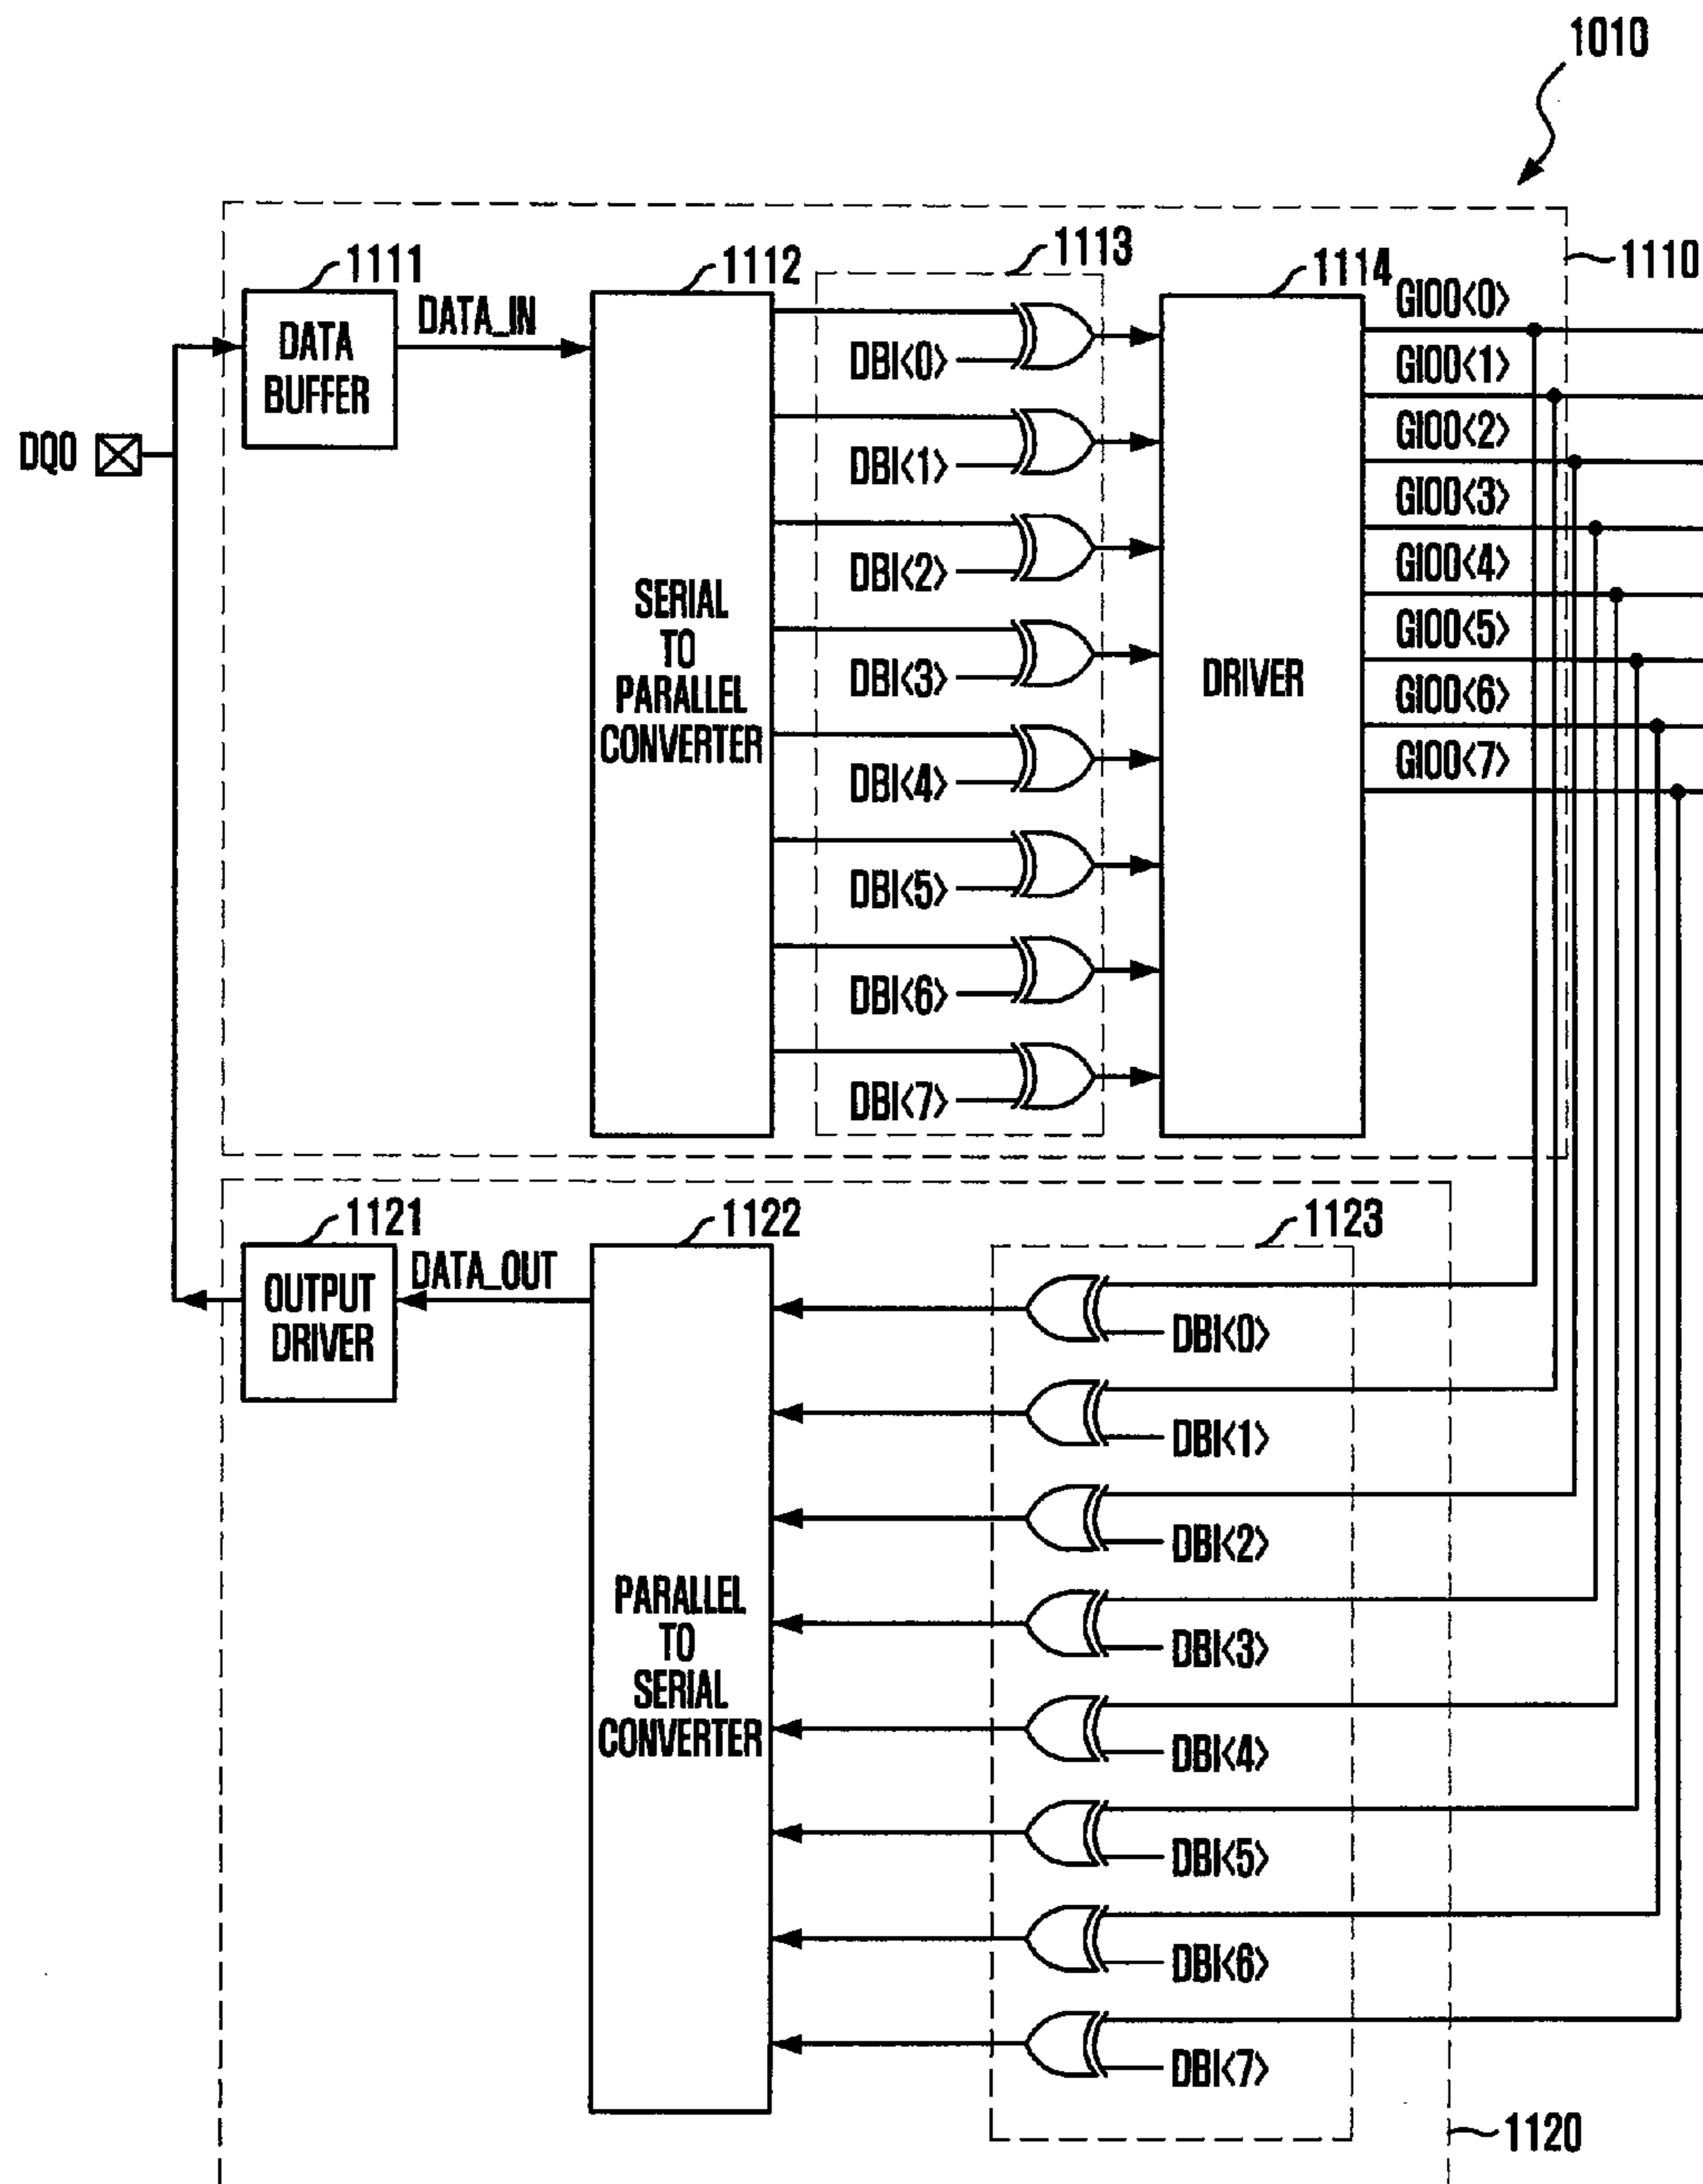 1010
1110
1111
DATA
BUFFER
DATA_IN
1112
SERIAL
TO
PARALLEL
CONVERTER
1113
DBI<0>
DBI<1>
DBI<2>
DBI<3>
DBI<4>
DBI<5>
DBI<6>
DBI<7>
1114
DRIVER
GIO0<0>
GIO0<1>
GIO0<2>
GIO0<3>
GIO0<4>
GIO0<5>
GIO0<6>
GIO0<7>
DQ0
1121
OUTPUT
DRIVER
DATA_OUT
1122
PARALLEL
TO
SERIAL
CONVERTER
1123
DBI<0>
DBI<1>
DBI<2>
DBI<3>
DBI<4>
DBI<5>
DBI<6>
DBI<7>
1120